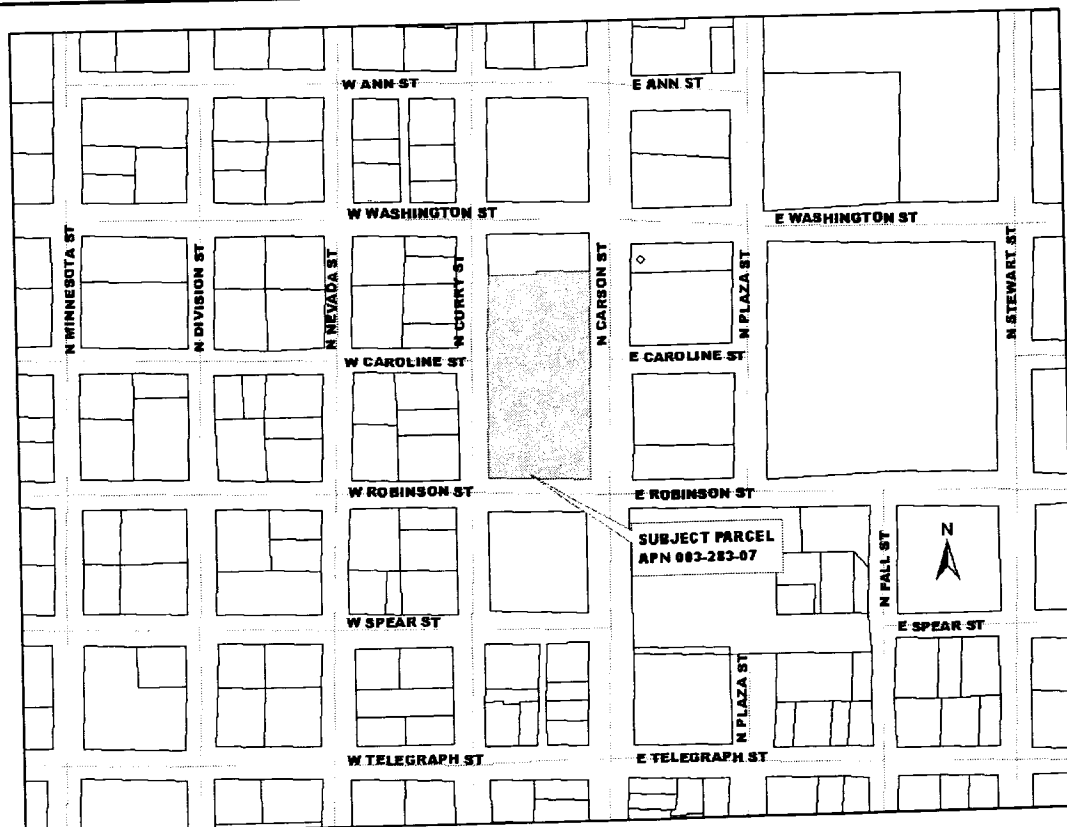 W ANN ST
E ANN ST
W WASHINGTON ST
E WASHINGTON ST
N MINNESOTA ST
N DIVISION ST
N NEVADA ST
N CURRY ST
N CARSON ST
N PLAZA ST
N STEWART ST
W CAROLINE ST
E CAROLINE ST
W ROBINSON ST
E ROBINSON ST
SUBJECT PARCEL
APN 003-283-07
N FALL ST
N
W SPEAR ST
E SPEAR ST
N PLAZA ST
W TELEGRAPH ST
E TELEGRAPH ST